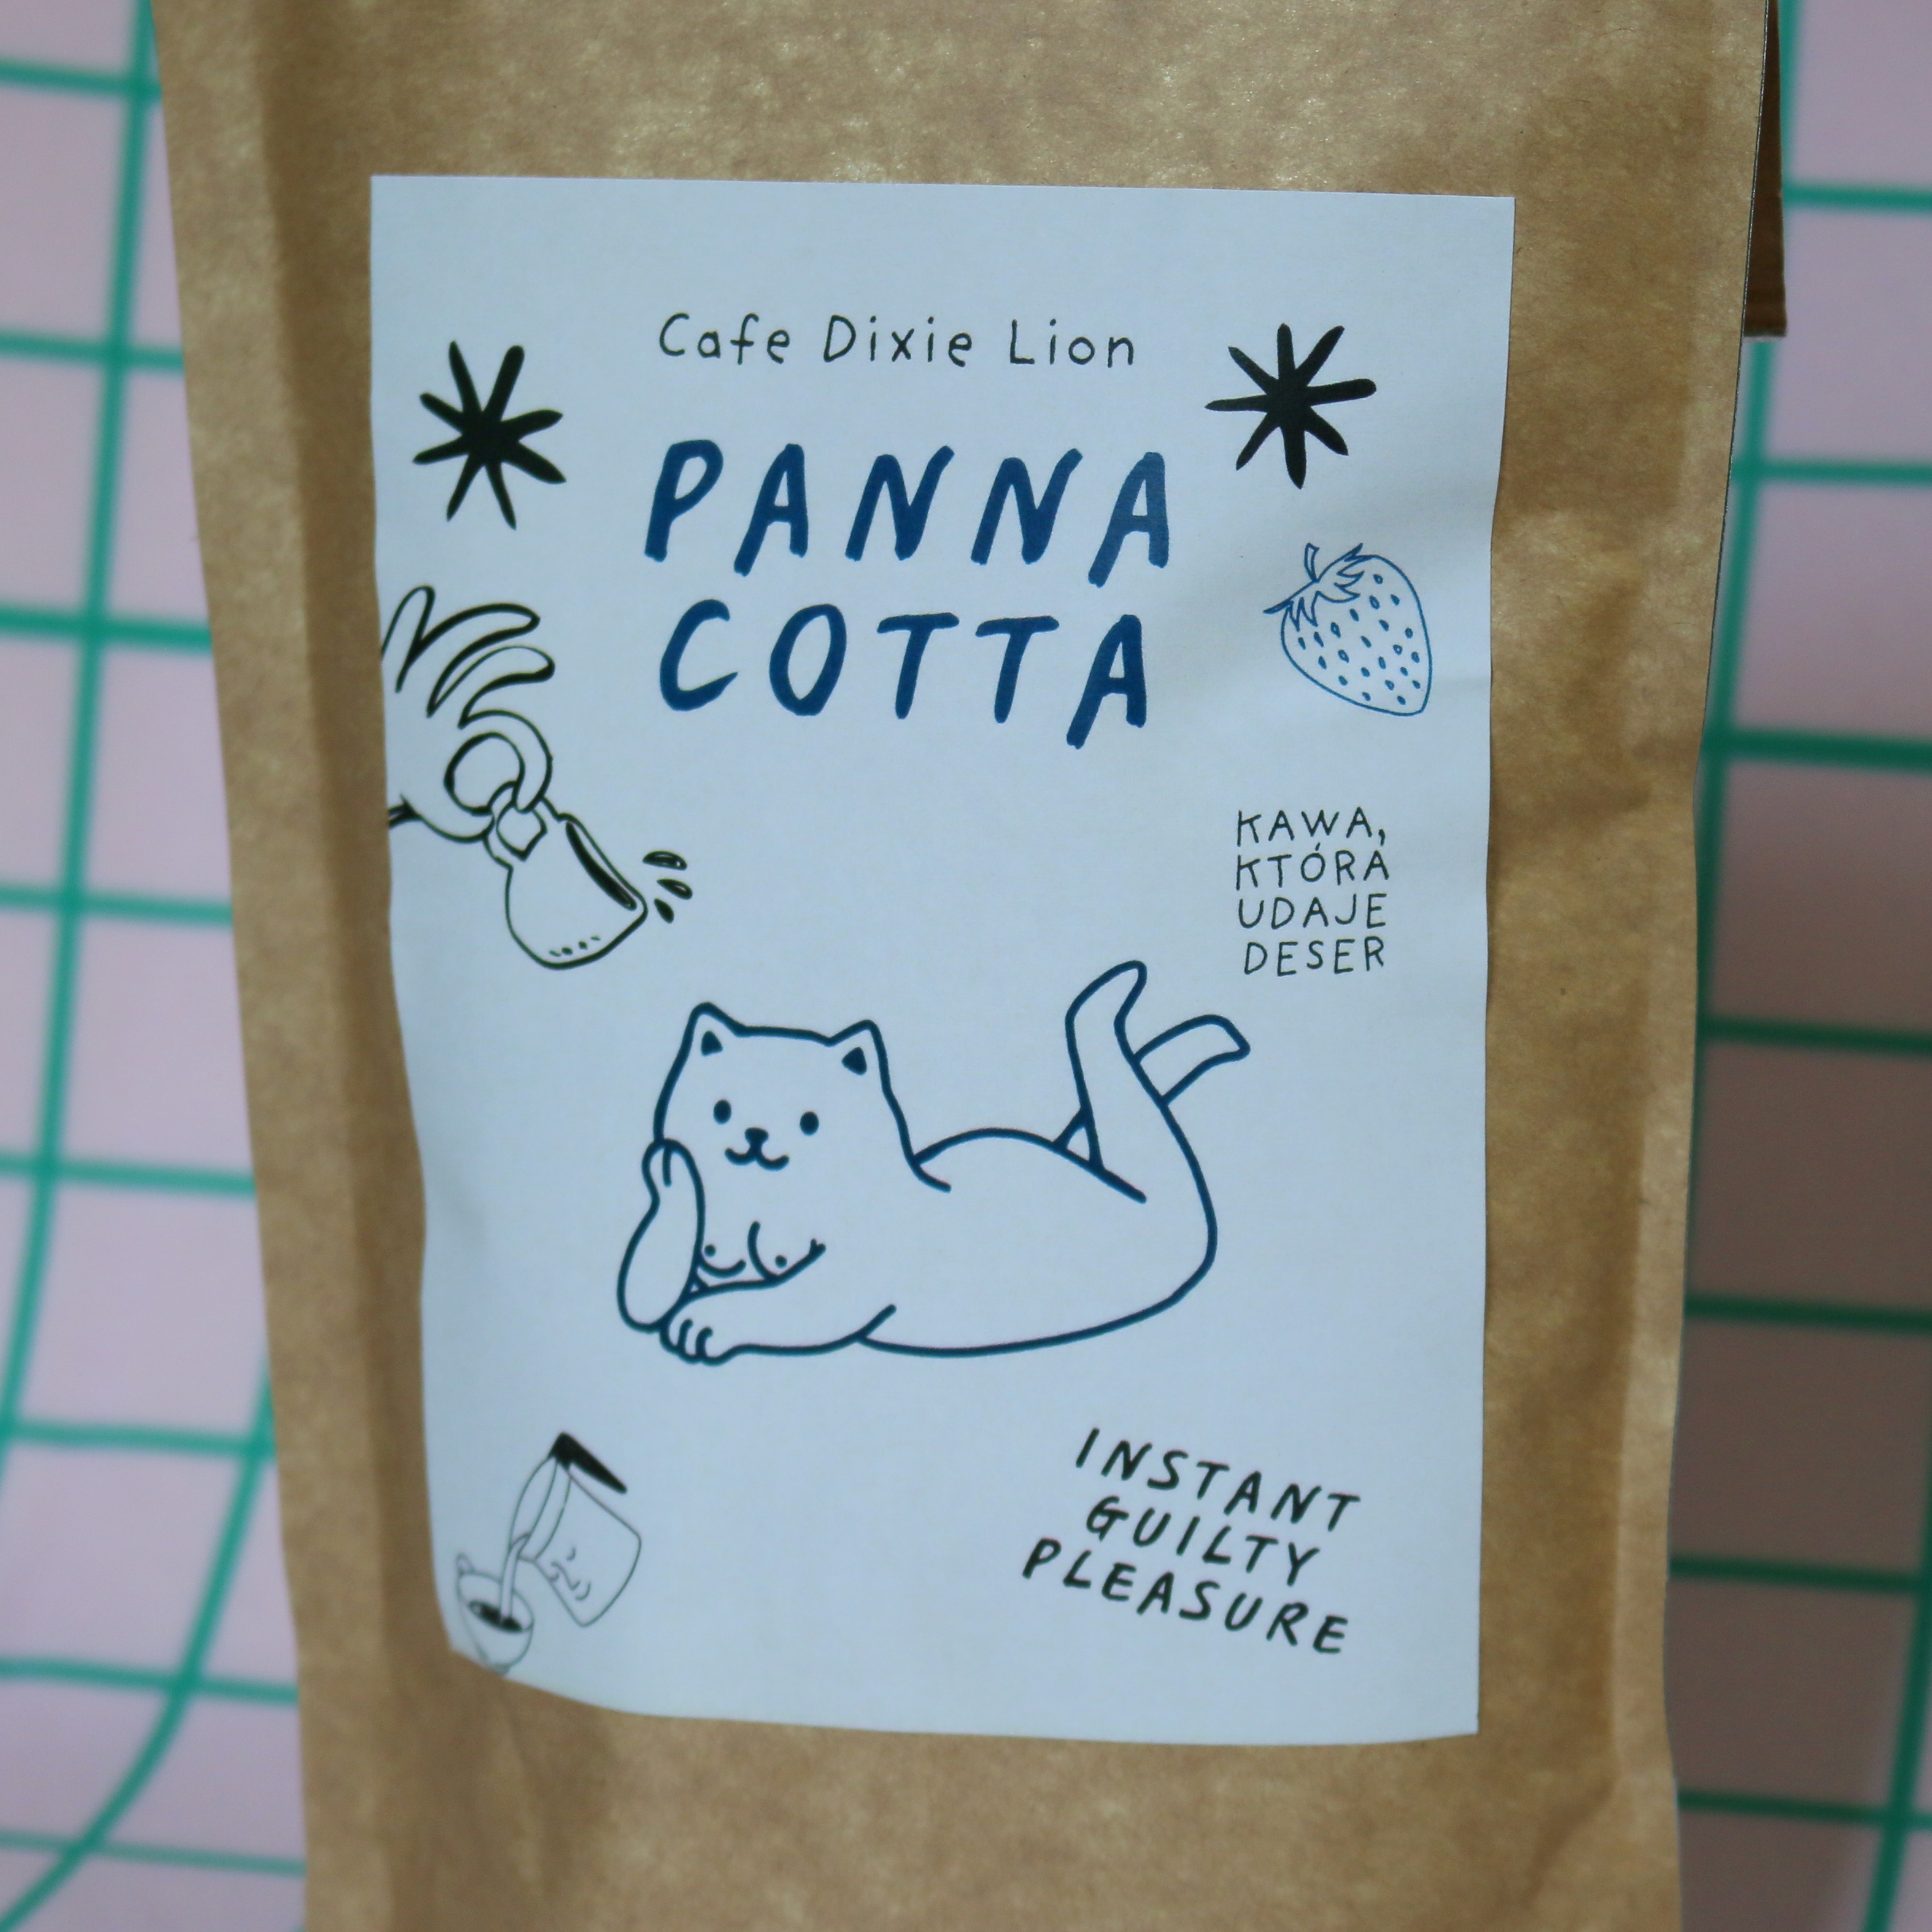 Cafe Dixie Lion
PANNA
COTTA
KAWA,
KTÓRA
UDAJE
DESER
INSTANT
GUILTY
PLEASURE